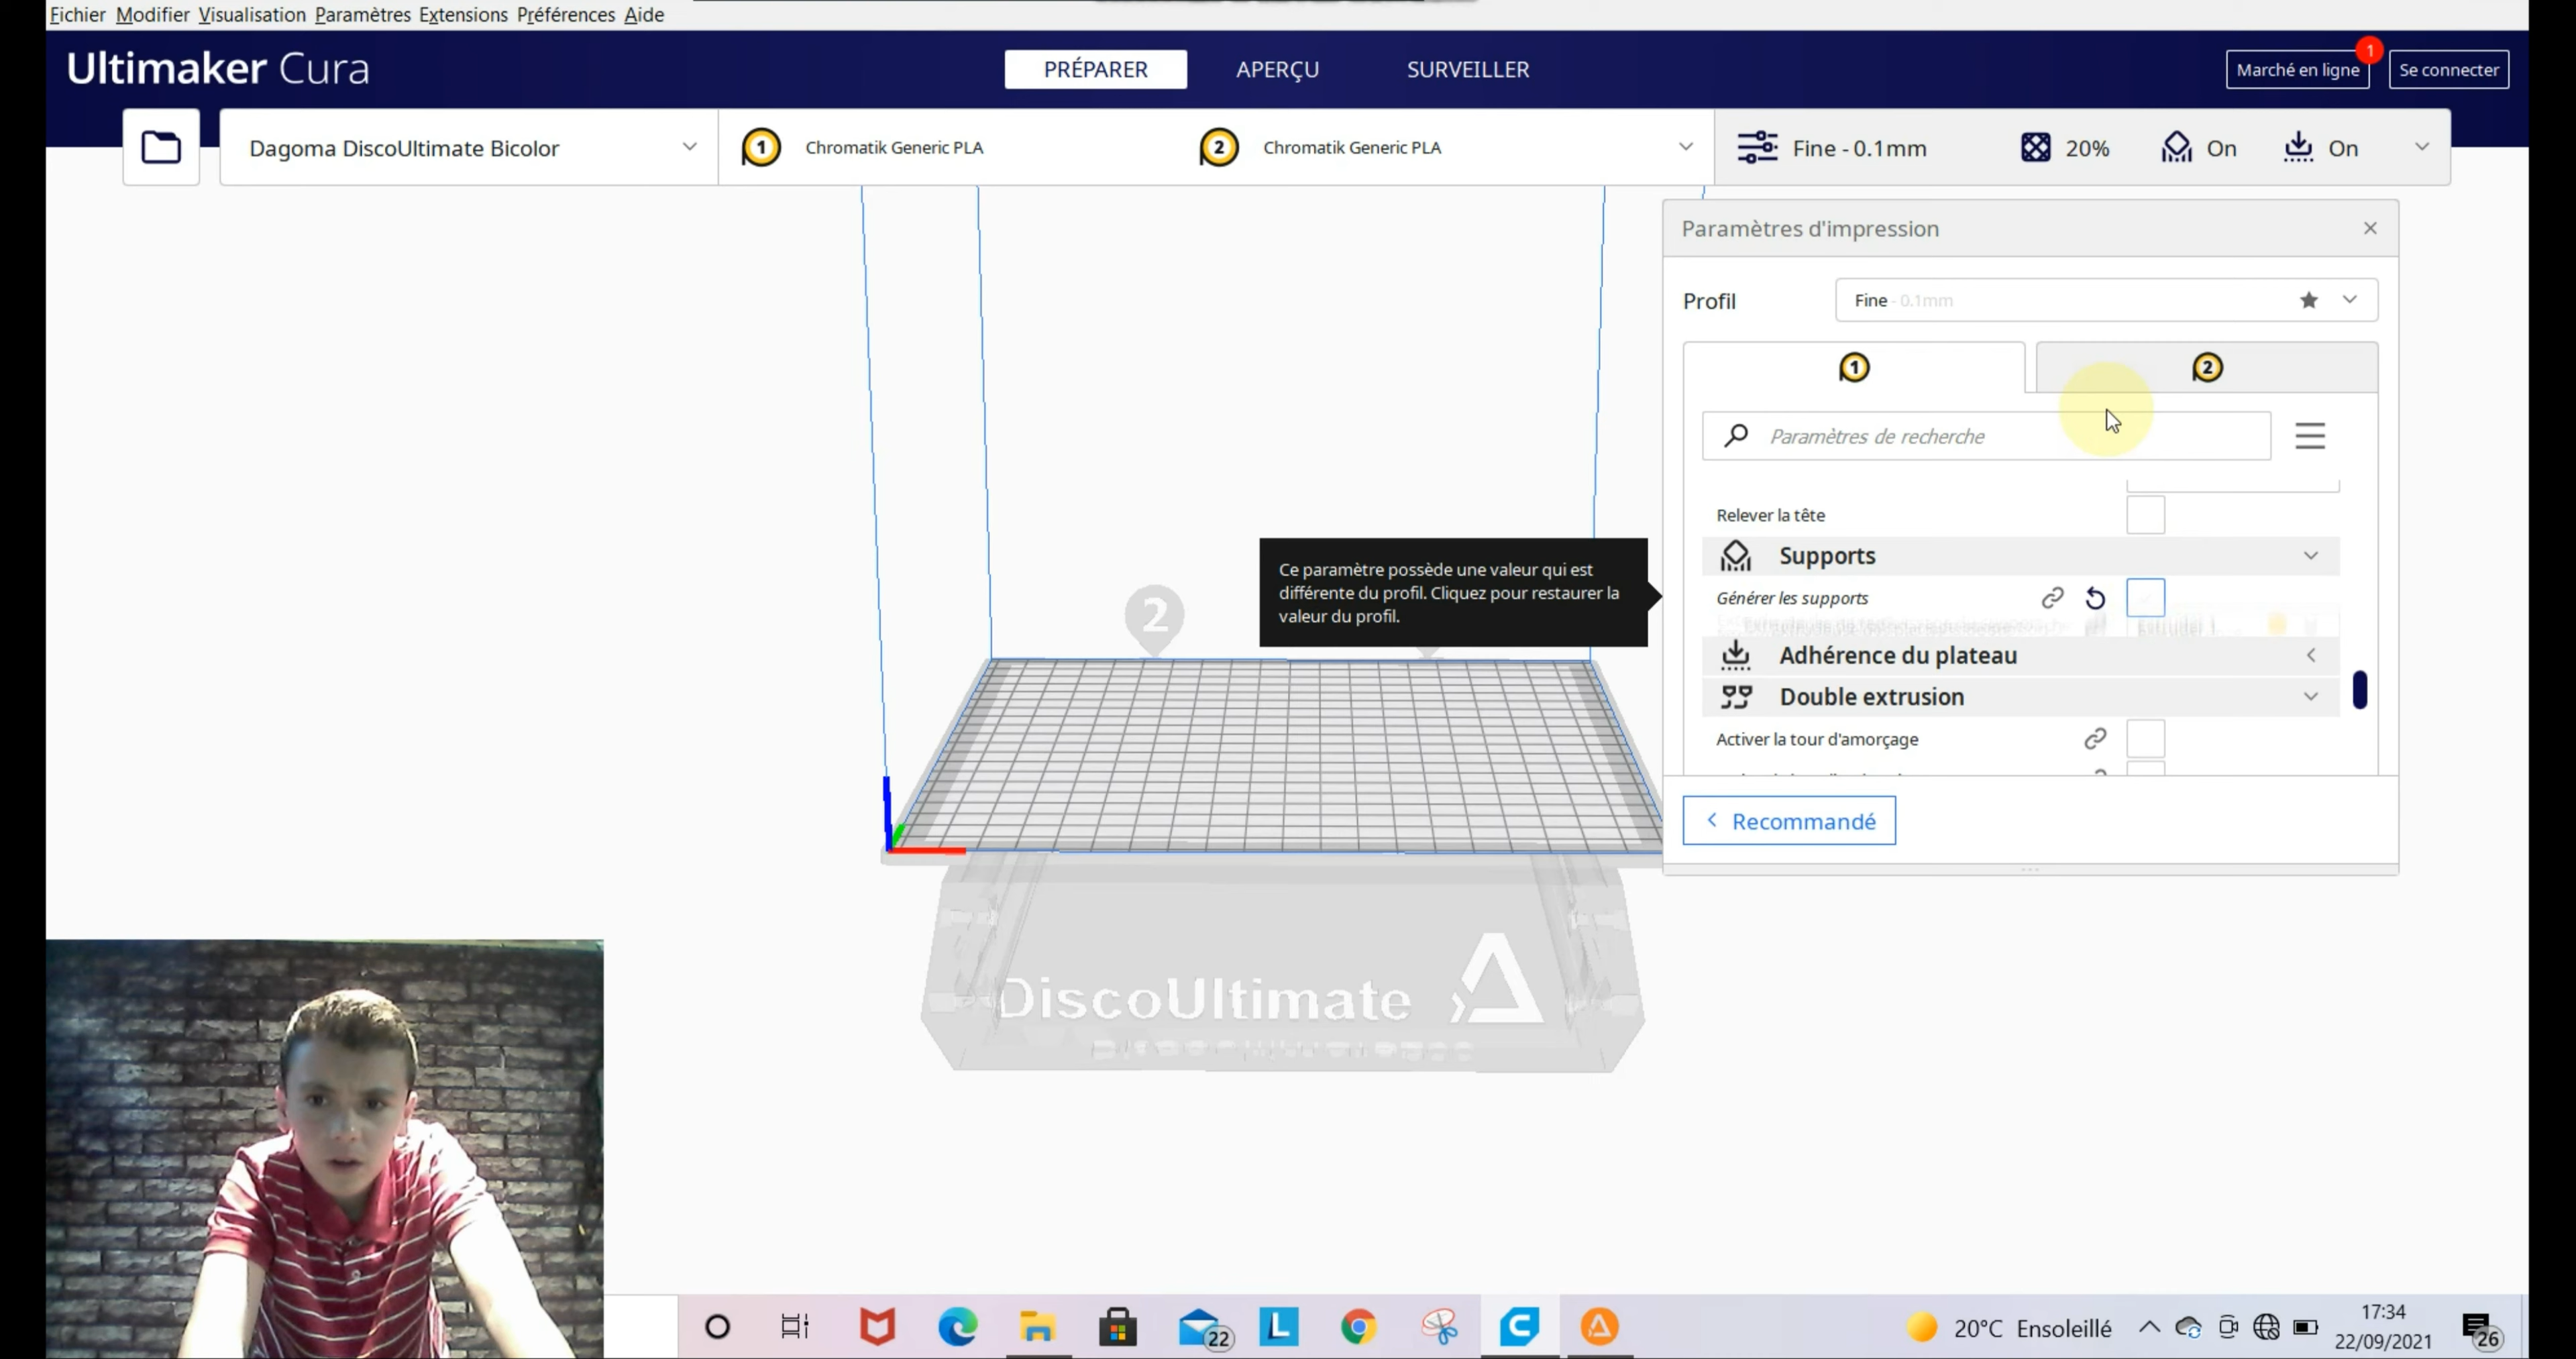 Fichier Modifier Visualisation Paramètres Extensions Préférences Aide
Ultimaker Cura
PRÉPARER
APERÇU
SURVEILLER
Marché en ligne
1
Se connecter
Dagoma DiscoUltimate Bicolor
1
Chromatik Generic PLA
2
Chromatik Generic PLA
Fine - 0.1mm
20%
On
On
Paramètres d'impression
Profil
Fine - 0.1mm
1
2
Paramètres de recherche
Relever la tête
Supports
Ce paramètre possède une valeur qui est
différente du profil. Cliquez pour restaurer la
valeur du profil.
Générer les supports
2
Adhérence du plateau
Double extrusion
Activer la tour d'amorçage
Recommandé
DiscoUltimate
22
L
20°C Ensoleillé
17:34
22/09/2021
26